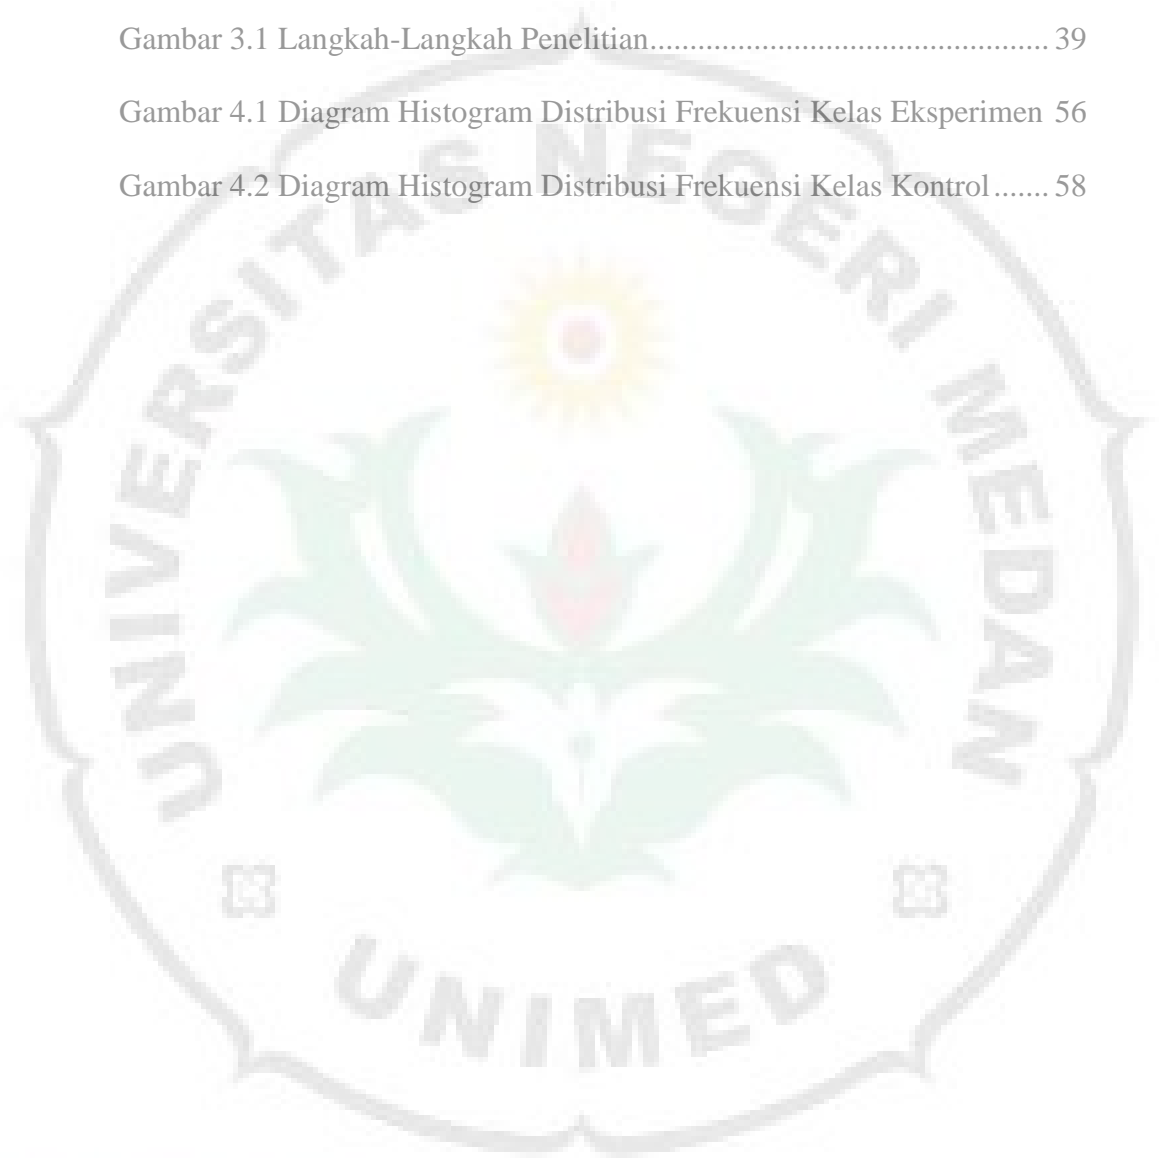 Gambar 3.1 Langkah-Langkah Penelitian.................................................. 39
Gambar 4.1 Diagram Histogram Distribusi Frekuensi Kelas Eksperimen 56
Gambar 4.2 Diagram Histogram Distribusi Frekuensi Kelas Kontrol....... 58
UNIVERSITAS NEGERI MEDAN
UNIMED